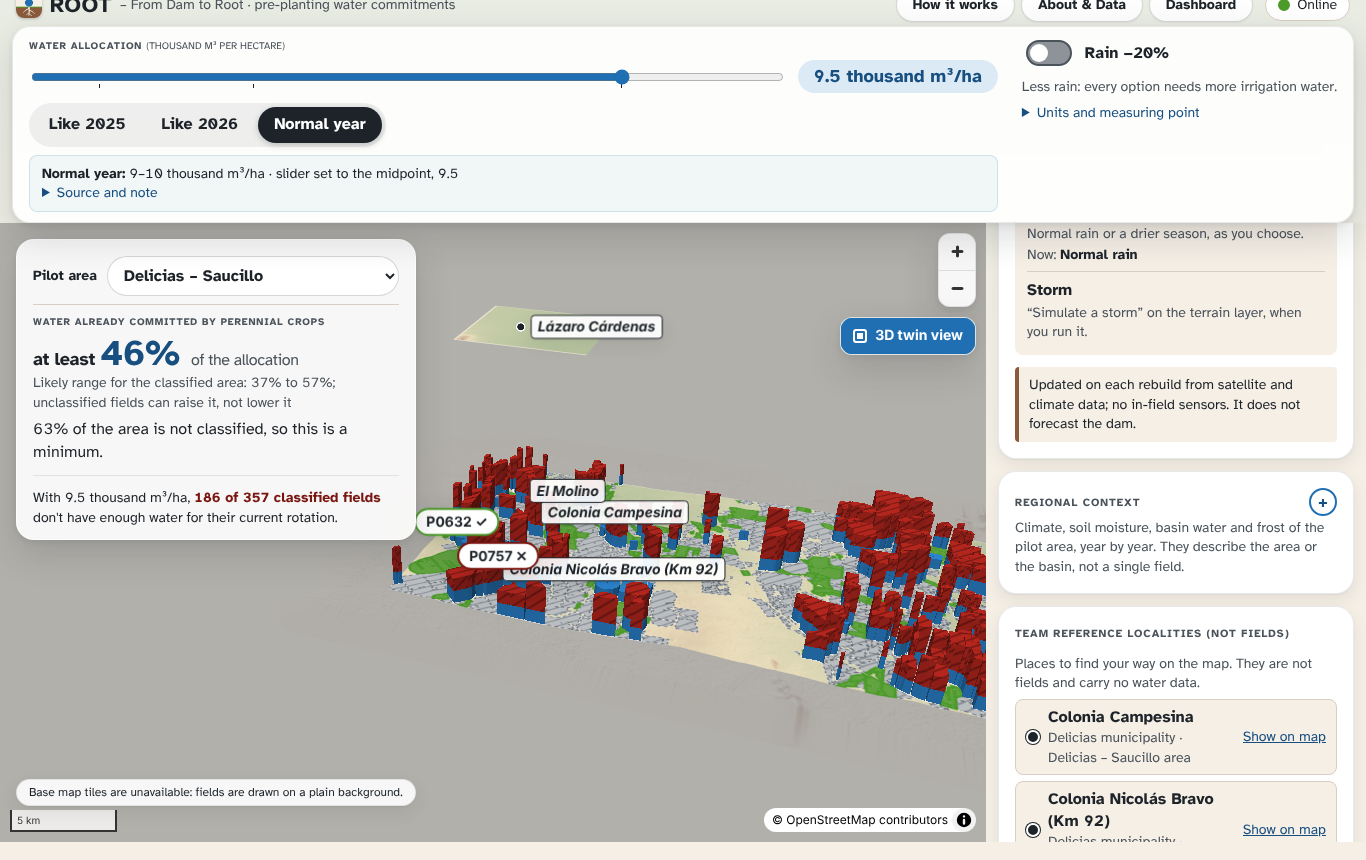 ROOT – From Dam to Root · pre-planting water commitments
How it works
About & Data
Dashboard
Online
WATER ALLOCATION (THOUSAND M³ PER HECTARE)
9.5 thousand m³/ha
Like 2025
Like 2026
Normal year
Normal year: 9–10 thousand m³/ha · slider set to the midpoint, 9.5
Source and note
Rain −20%
Less rain: every option needs more irrigation water.
Units and measuring point
Pilot area
Delicias – Saucillo
WATER ALREADY COMMITTED BY PERENNIAL CROPS
at least 46% of the allocation
Likely range for the classified area: 37% to 57%;
unclassified fields can raise it, not lower it
63% of the area is not classified, so this is a
minimum.
With 9.5 thousand m³/ha, 186 of 357 classified fields
don't have enough water for their current rotation.
+
−
3D twin view
Lázaro Cárdenas
El Molino
Colonia Campesina
P0632 ✓
P0757 ✕
Colonia Nicolás Bravo (Km 92)
Base map tiles are unavailable: fields are drawn on a plain background.
5 km
© OpenStreetMap contributors
Normal rain or a drier season, as you choose.
Now: Normal rain
Storm
“Simulate a storm” on the terrain layer, when
you run it.
Updated on each rebuild from satellite and
climate data; no in-field sensors. It does not
forecast the dam.
REGIONAL CONTEXT
+
Climate, soil moisture, basin water and frost of the
pilot area, year by year. They describe the area or
the basin, not a single field.
TEAM REFERENCE LOCALITIES (NOT FIELDS)
Places to find your way on the map. They are not
fields and carry no water data.
Colonia Campesina
Delicias municipality ·
Delicias – Saucillo area
Show on map
Colonia Nicolás Bravo
(Km 92)
Delicias municipality ·
Show on map